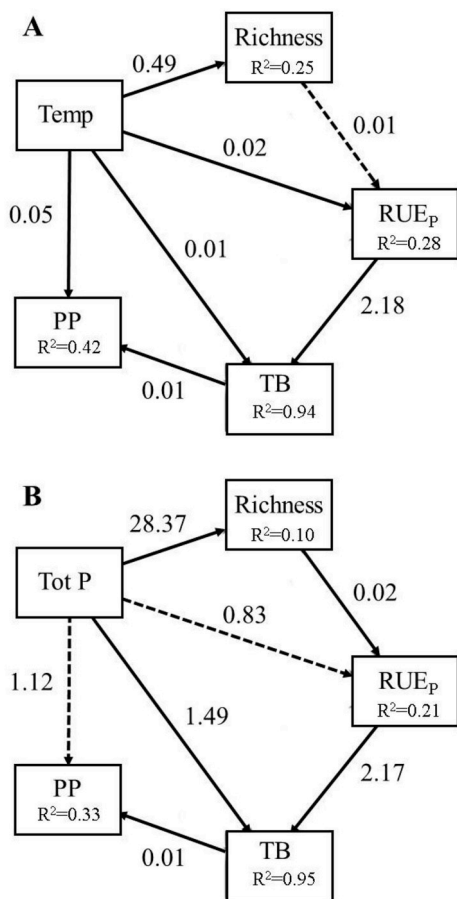 A
Richness
R²=0.25
0.49
Temp
0.01
0.02
RUEP
R²=0.28
0.05
0.01
2.18
PP
R²=0.42
TB
R²=0.94
0.01
B
Richness
R²=0.10
28.37
Tot P
0.02
0.83
RUEP
R²=0.21
1.12
1.49
2.17
PP
R²=0.33
TB
R²=0.95
0.01